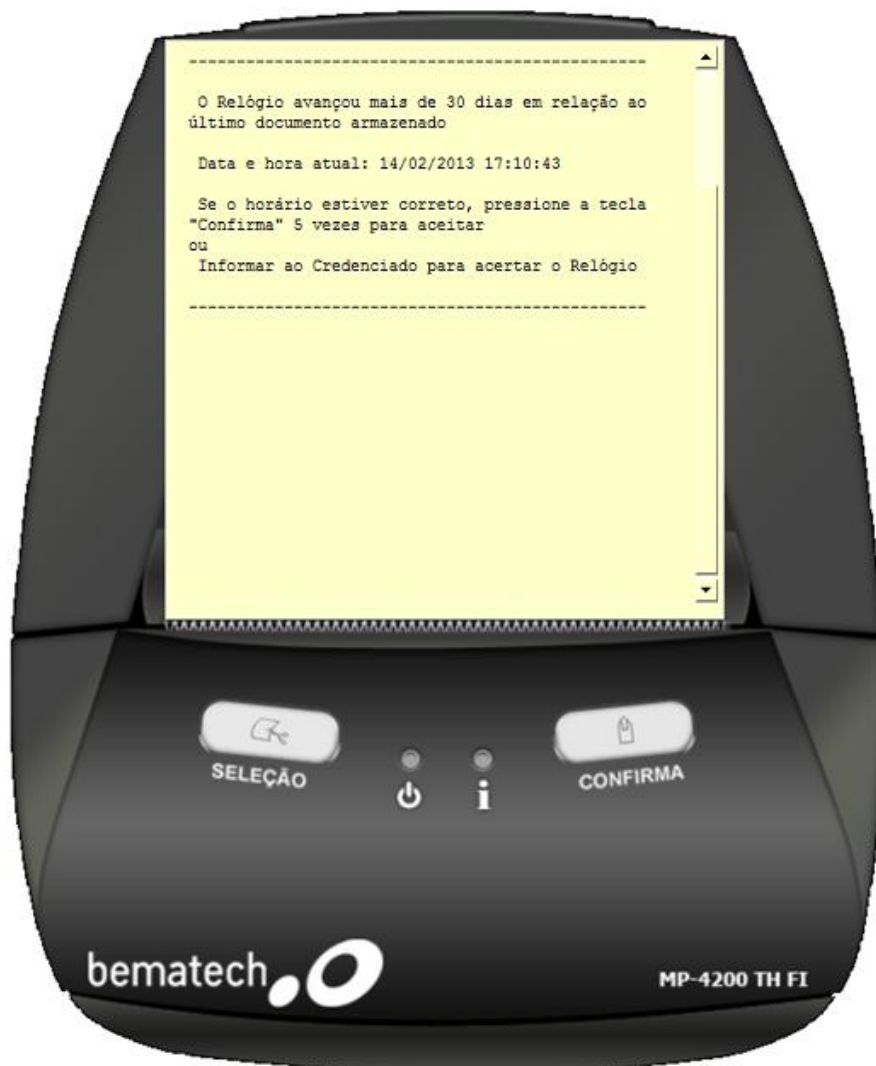 ------------------------------------------------
O Relógio avançou mais de 30 dias em relação ao
último documento armazenado
Data e hora atual: 14/02/2013 17:10:43
Se o horário estiver correto, pressione a tecla
"Confirma" 5 vezes para aceitar
ou
Informar ao Credenciado para acertar o Relógio
------------------------------------------------
SELEÇÃO
CONFIRMA
bematech
MP-4200 TH FI